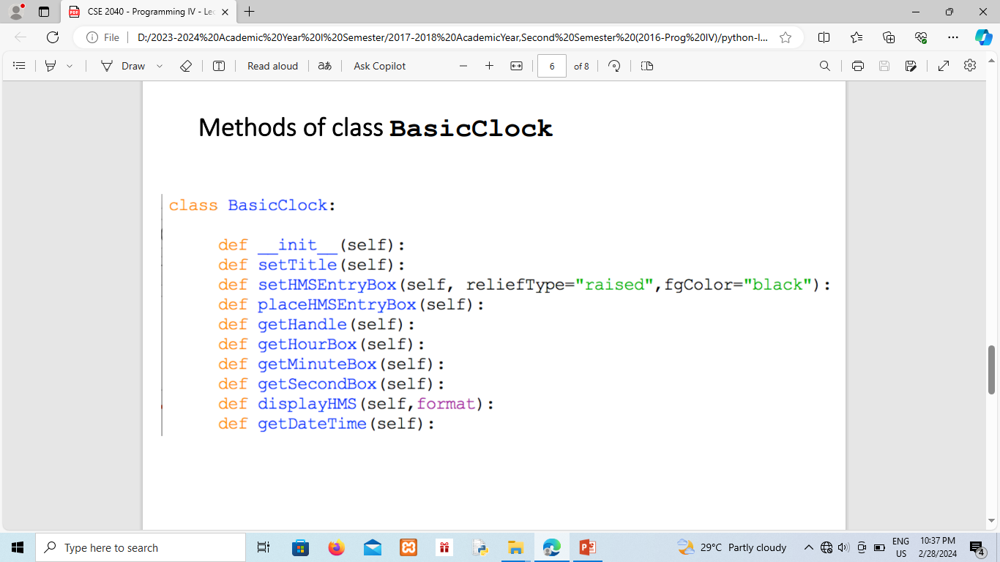 CSE 2040 - Programming IV - Lec
File
D:/2023-2024%20Academic%20Year%20I%20Semester/2017-2018%20AcademicYear,Second%20Semester%20(2016-Prog%20IV)/python-l...
Draw
Read aloud
aあ
Ask Copilot
6 of 8
Methods of class BasicClock
class BasicClock:
def __init__(self):
def setTitle(self):
def setHMSEntryBox(self, reliefType="raised",fgColor="black"):
def placeHMSEntryBox(self):
def getHandle(self):
def getHourBox(self):
def getMinuteBox(self):
def getSecondBox(self):
def displayHMS(self,format):
def getDateTime(self):
Type here to search
29°C Partly cloudy
ENG
US
10:37 PM
2/28/2024
4